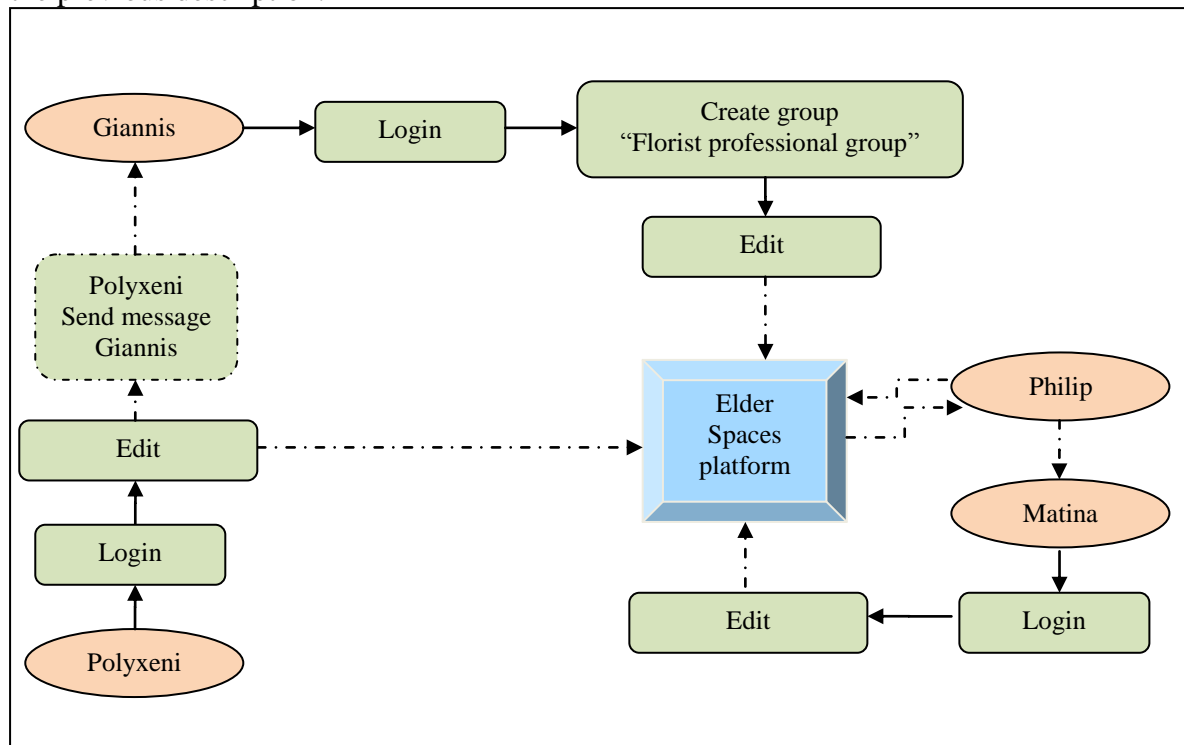 Giannis
Login
Create group
“Florist professional group”
Edit
Polyxeni
Send message
Giannis
Elder
Spaces
platform
Philip
Edit
Matina
Login
Edit
Login
Polyxeni